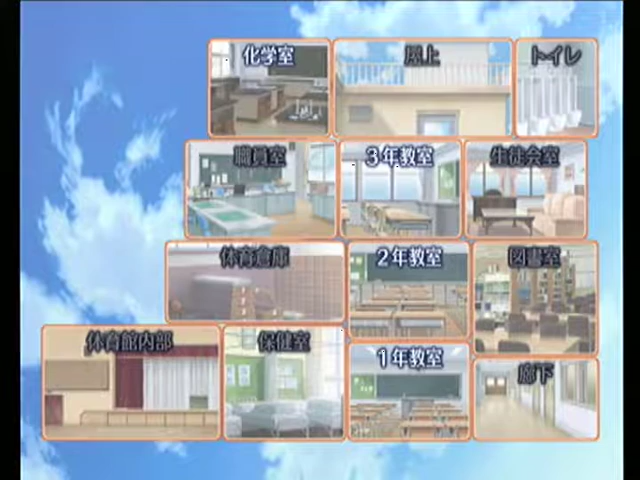 化学室
屋上
トイレ
職員室
3年教室
生徒会室
体育倉庫
2年教室
図書室
体育館内部
保健室
1年教室
廊下